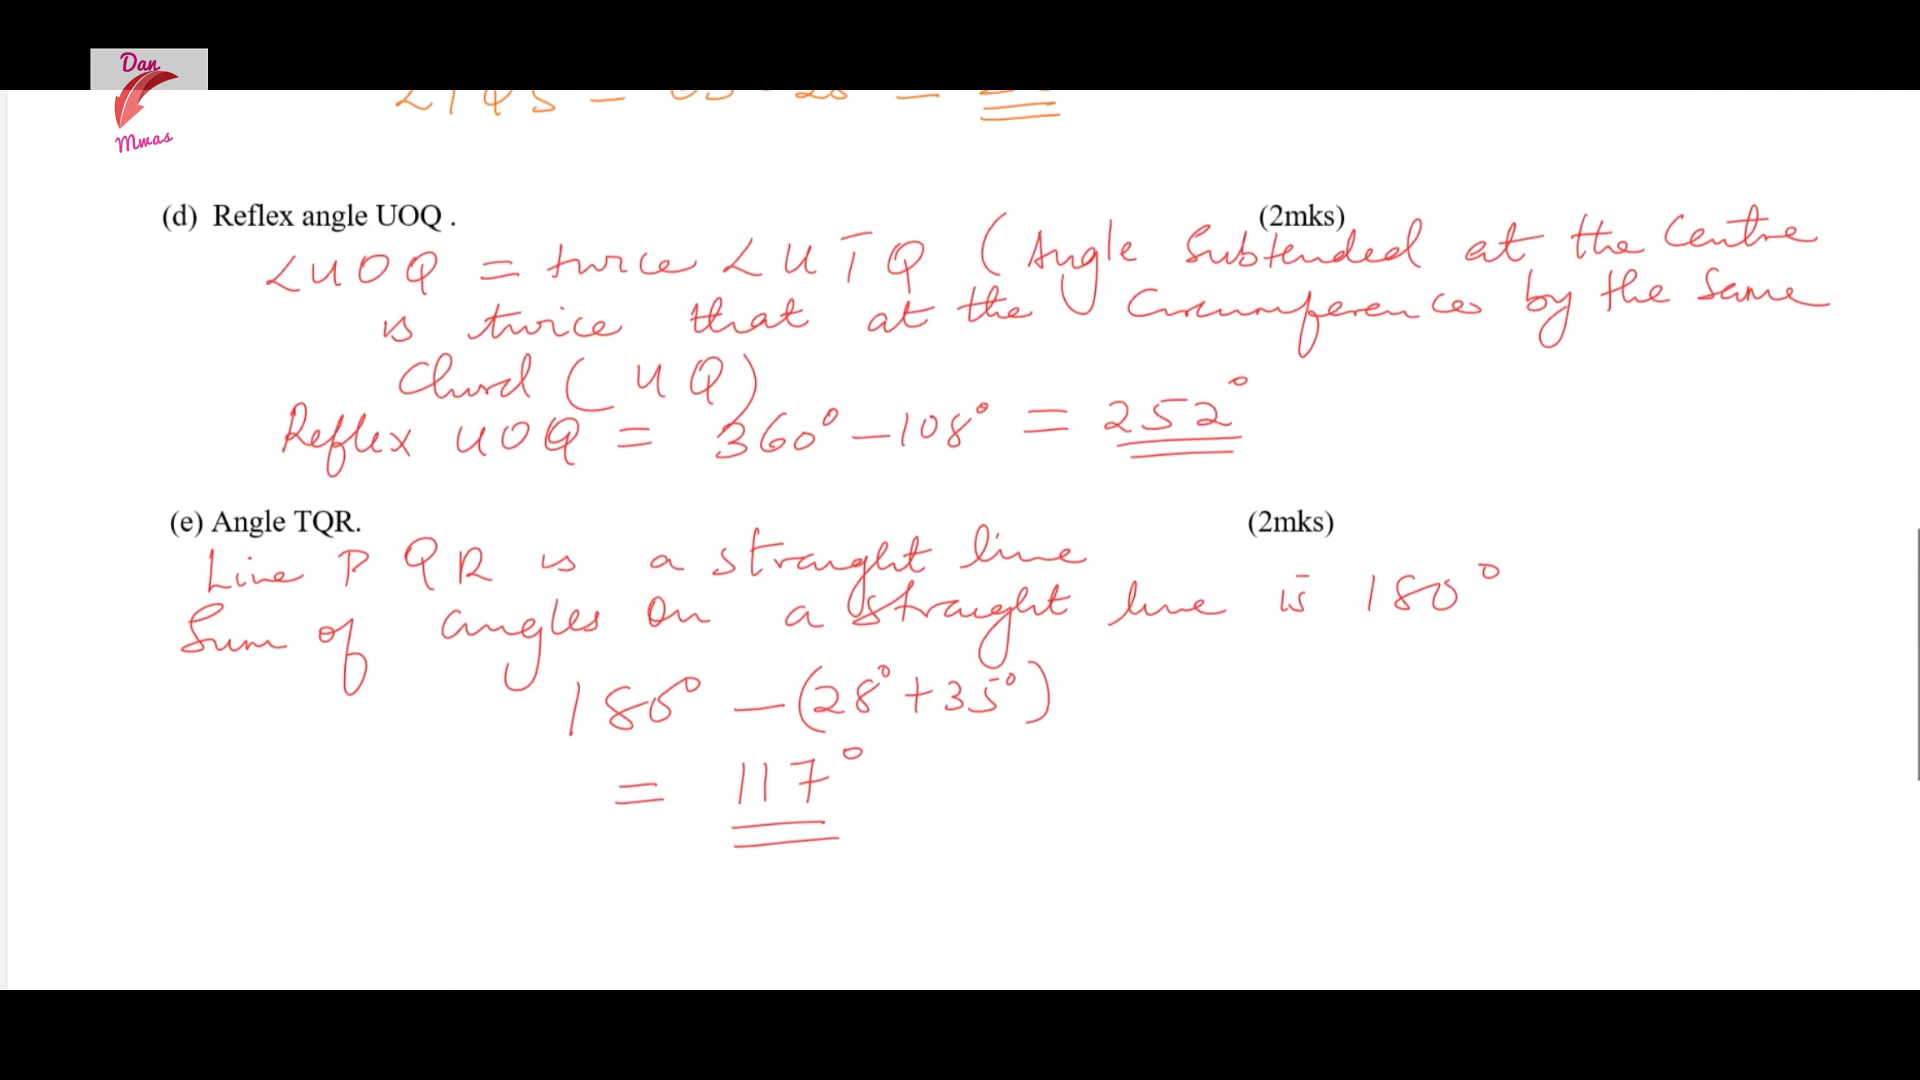 Dan
Mwas
(d) Reflex angle UOQ . (2mks)
∠UOQ = twice ∠UTQ (Angle Subtended at the Centre
is twice that at the Circumferences by the Same
Chord (UQ)
Reflex UOQ = 360° - 108° = 252°
(e) Angle TQR. (2mks)
Line PQR is a straight line
Sum of angles on a straight line is 180°
180° - (28° + 35°)
= 117°